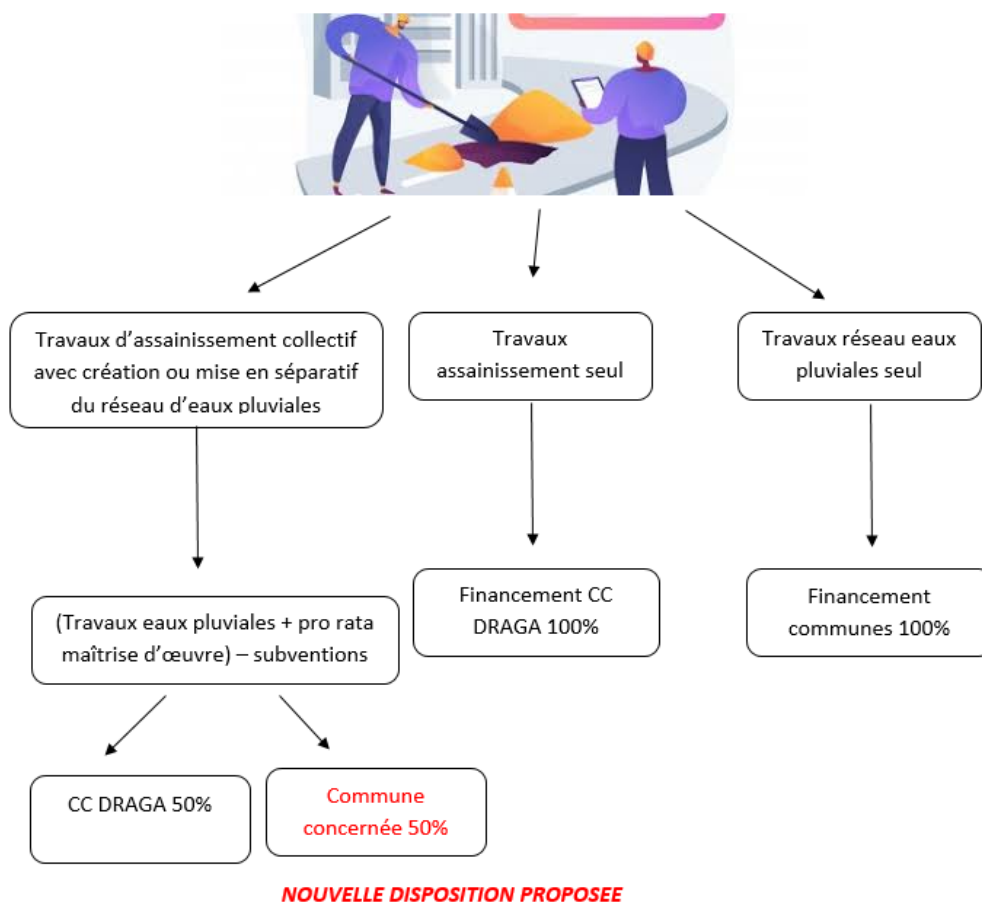 Travaux d’assainissement collectif
avec création ou mise en séparatif
du réseau d’eaux pluviales
Travaux
assainissement seul
Travaux réseau eaux
pluviales seul
(Travaux eaux pluviales + pro rata
maîtrise d’œuvre) – subventions
Financement CC
DRAGA 100%
Financement
communes 100%
CC DRAGA 50%
Commune
concernée 50%
NOUVELLE DISPOSITION PROPOSEE